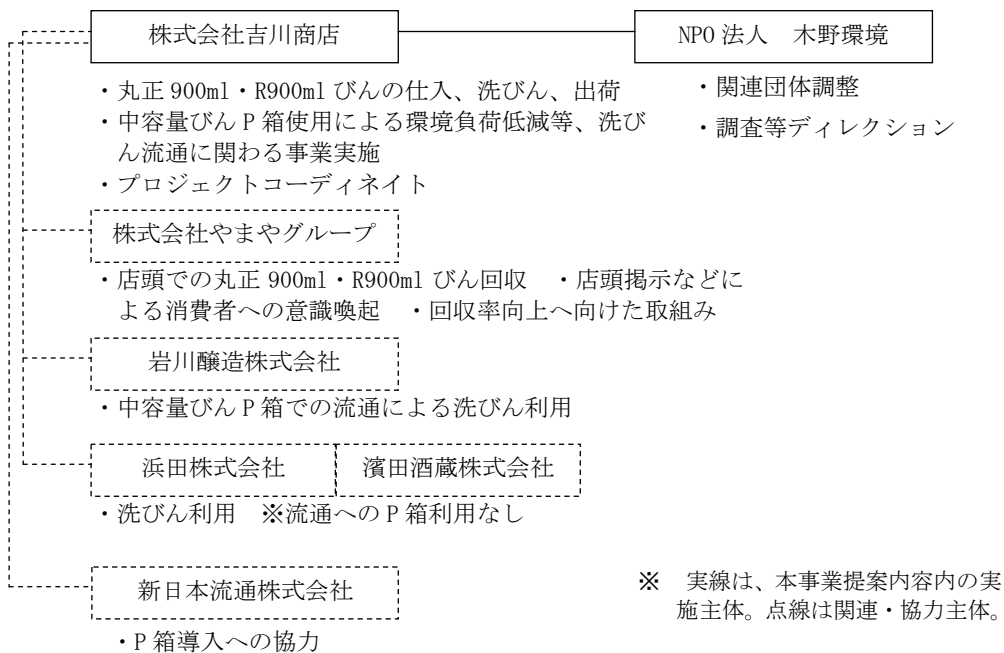 株式会社吉川商店
NPO 法人　木野環境
・丸正 900ml・R900ml びんの仕入、洗びん、出荷
・中容量びん P 箱使用による環境負荷低減等、洗び
ん流通に関わる事業実施
・プロジェクトコーディネイト
・関連団体調整
・調査等ディレクション
株式会社やまやグループ
・店頭での丸正 900ml・R900ml びん回収　・店頭掲示などに
よる消費者への意識喚起　・回収率向上へ向けた取組み
岩川醸造株式会社
・中容量びん P 箱での流通による洗びん利用
浜田株式会社
濱田酒蔵株式会社
・洗びん利用　※流通への P 箱利用なし
新日本流通株式会社
・P 箱導入への協力
※　実線は、本事業提案内容内の実
施主体。点線は関連・協力主体。